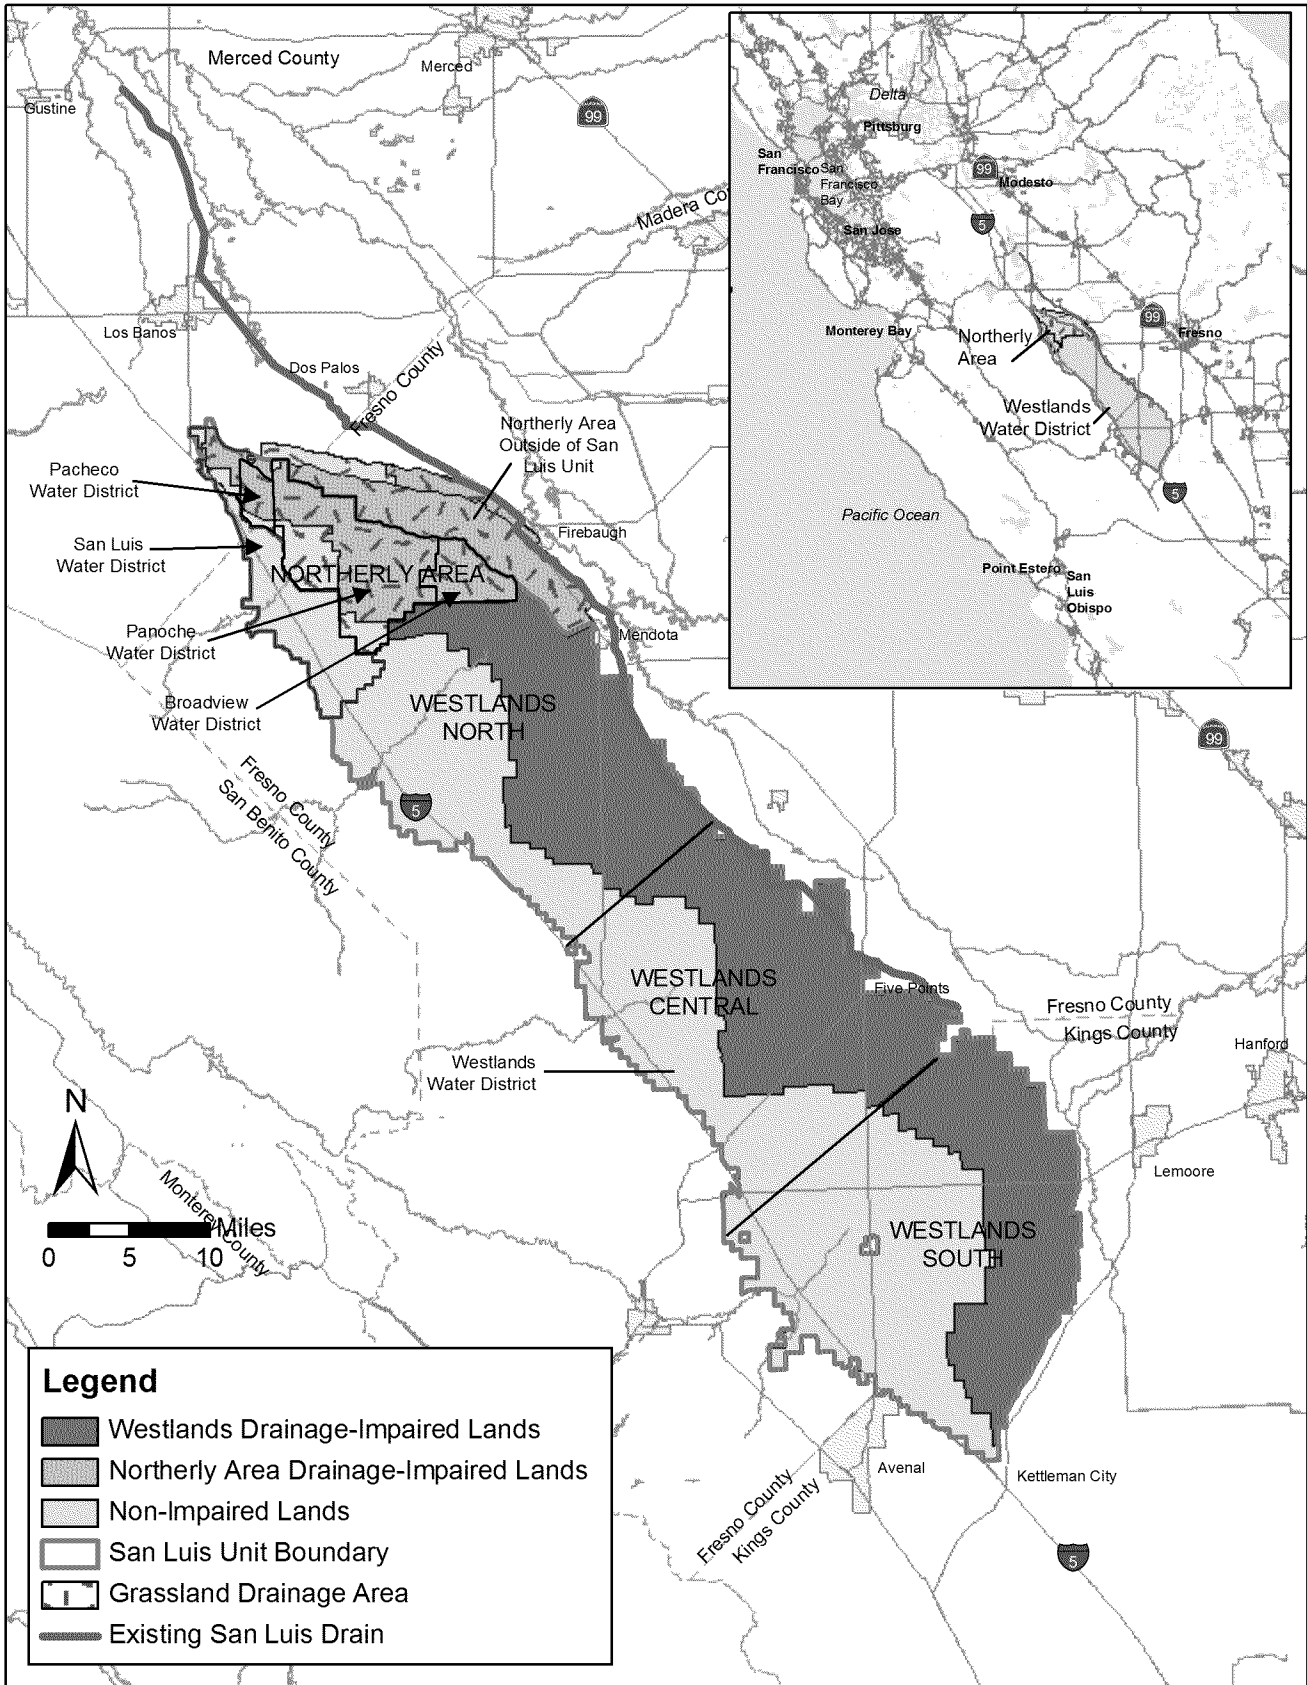 Merced County
Merced
Gustine
99
Madera Co
Los Banos
Dos Palos
Fresno County
Northerly Area
Outside of San
Luis Unit
Pacheco
Water District
San Luis
Water District
Firebaugh
NORTHERLY AREA
Panoche
Water District
Mendota
Broadview
Water District
WESTLANDS
NORTH
Fresno County
San Benito County
5
99
WESTLANDS
CENTRAL
Five Points
Fresno County
Kings County
Hanford
Westlands
Water District
N
Lemoore
Monterey County
Miles
0 5 10
WESTLANDS
SOUTH
Avenal
Kettleman City
Fresno County
Kings County
5
Delta
Pittsburg
San
Francisco
San
Francisco
Bay
99
Modesto
5
San Jose
Monterey Bay
99
Fresno
Northerly
Area
Westlands
Water District
5
Pacific Ocean
Point Estero
San
Luis
Obispo
Legend
Westlands Drainage-Impaired Lands
Northerly Area Drainage-Impaired Lands
Non-Impaired Lands
San Luis Unit Boundary
Grassland Drainage Area
Existing San Luis Drain